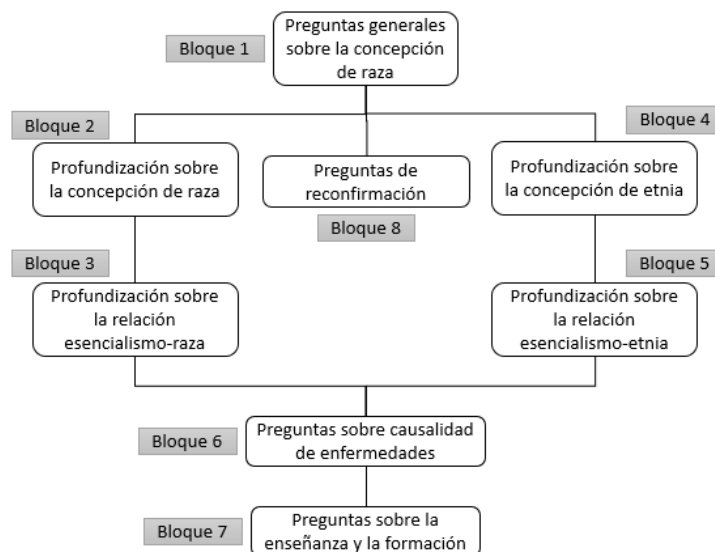 Bloque 1
Preguntas generales
sobre la concepción
de raza
Bloque 2
Profundización sobre
la concepción de raza
Preguntas de
reconfirmación
Bloque 8
Bloque 4
Profundización sobre
la concepción de etnia
Bloque 3
Profundización sobre
la relación
esencialismo-raza
Bloque 5
Profundización sobre
la relación
esencialismo-etnia
Bloque 6
Preguntas sobre causalidad
de enfermedades
Bloque 7
Preguntas sobre la
enseñanza y la formación